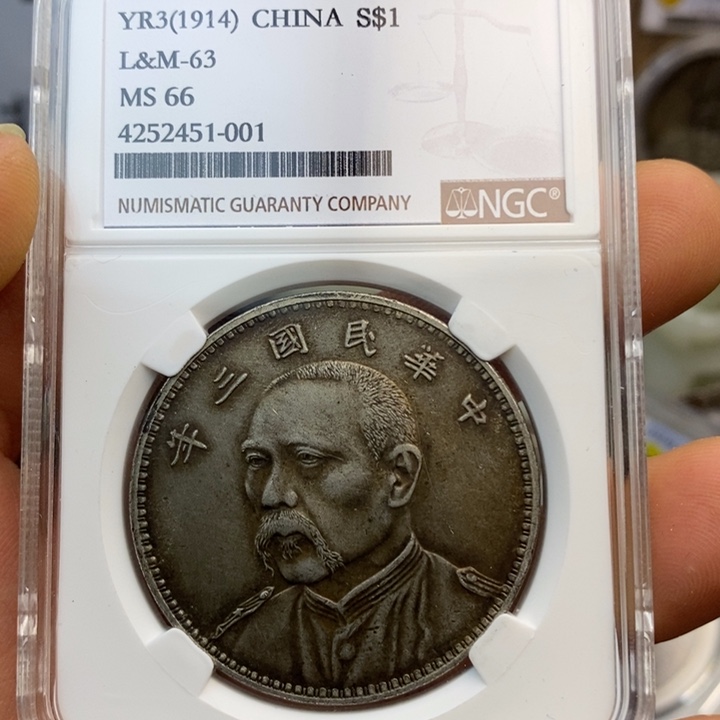 YR3(1914) CHINA S$1
L&M-63
MS 66
4252451-001
NUMISMATIC GUARANTY COMPANY
NGC®
中華民國三年